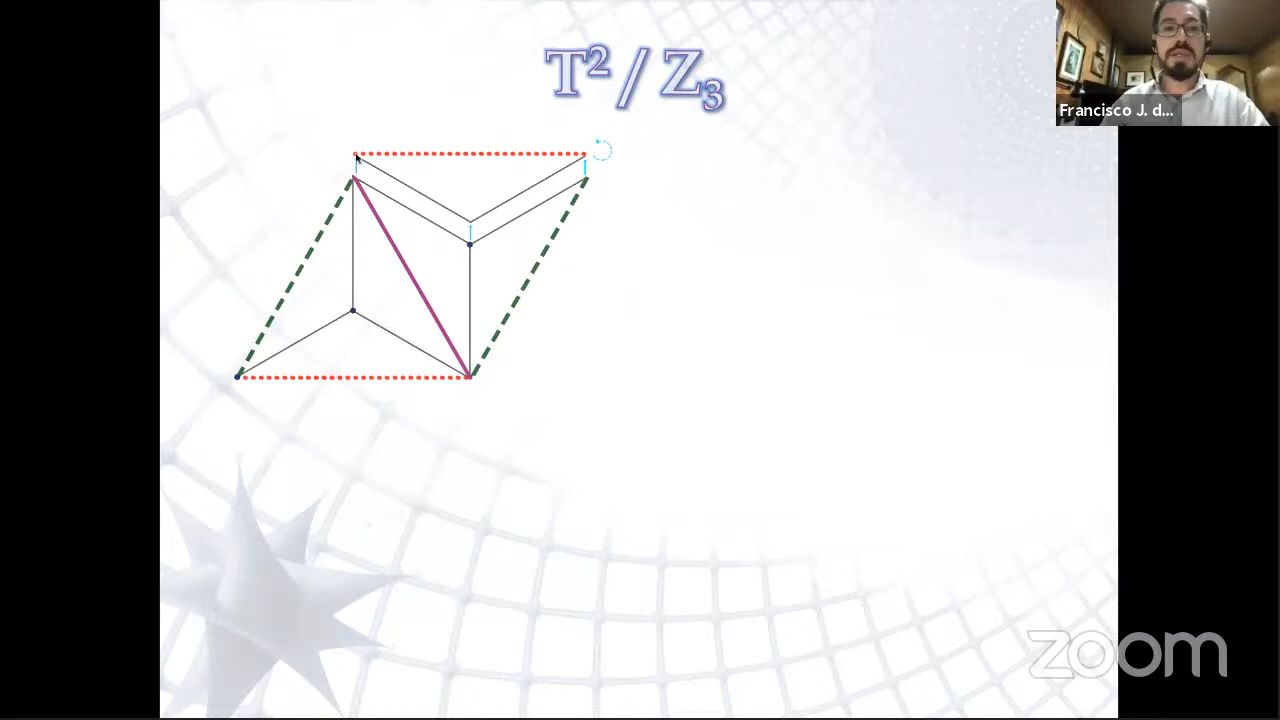 T² / Z₃
Francisco J. d...
zoom